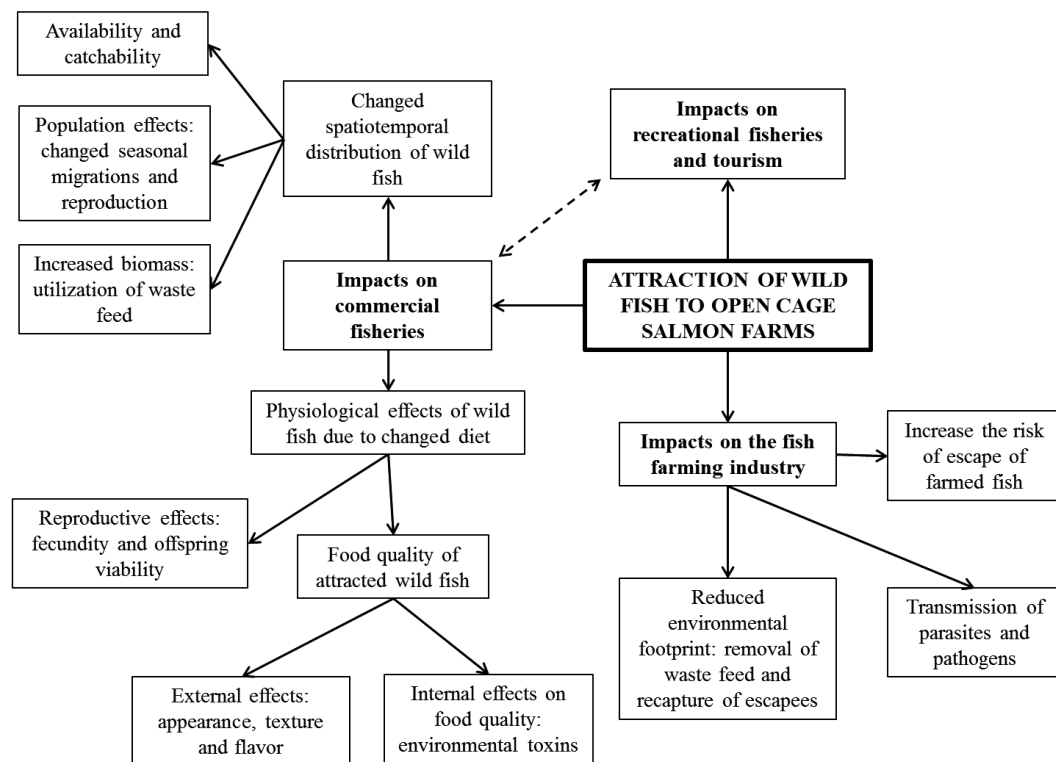 Availability and
catchability
Population effects:
changed seasonal
migrations and
reproduction
Increased biomass:
utilization of waste
feed
Changed
spatiotemporal
distribution of wild
fish
Impacts on
recreational fisheries
and tourism
Impacts on
commercial
fisheries
ATTRACTION OF WILD
FISH TO OPEN CAGE
SALMON FARMS
Physiological effects of wild
fish due to changed diet
Impacts on the fish
farming industry
Increase the risk
of escape of
farmed fish
Reproductive effects:
fecundity and offspring
viability
Food quality of
attracted wild fish
Reduced
environmental
footprint: removal of
waste feed and
recapture of escapees
Transmission of
parasites and
pathogens
External effects:
appearance, texture
and flavor
Internal effects on
food quality:
environmental toxins